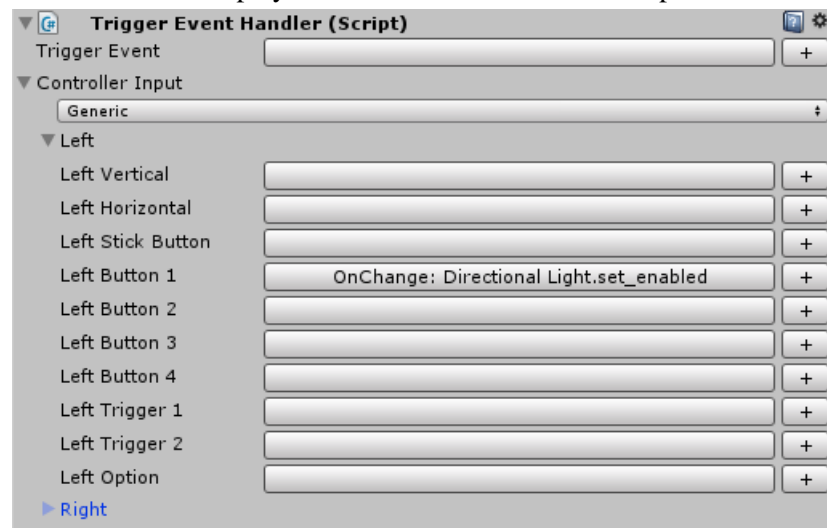 Trigger Event Handler (Script)
Trigger Event +
Controller Input
Generic
Left
Left Vertical +
Left Horizontal +
Left Stick Button +
Left Button 1 OnChange: Directional Light.set_enabled +
Left Button 2 +
Left Button 3 +
Left Button 4 +
Left Trigger 1 +
Left Trigger 2 +
Left Option +
Right